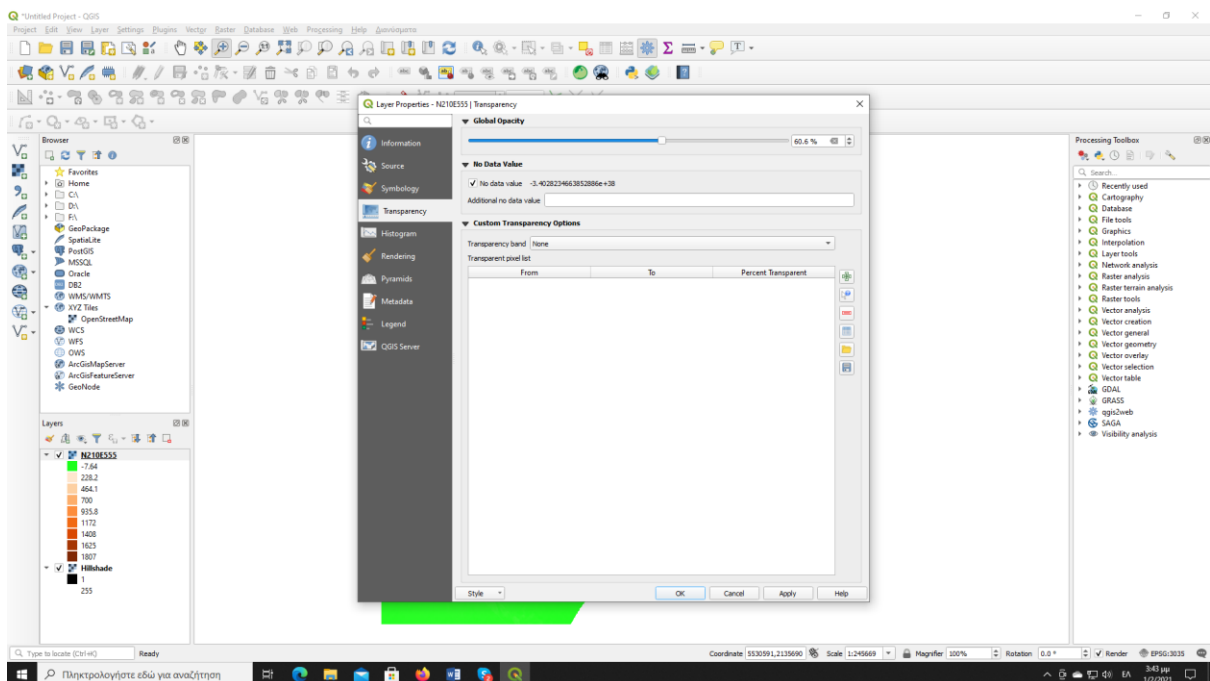 *Untitled Project - QGIS
Project Edit View Layer Settings Plugins Vector Raster Database Web Processing Help Διανύσματα
Layer Properties - N210E555 | Transparency
Information
Source
Symbology
Transparency
Histogram
Rendering
Pyramids
Metadata
Legend
QGIS Server
Global Opacity
60.6 %
No Data Value
No data value -3.4028234663852886e+38
Additional no data value
Custom Transparency Options
Transparency band None
Transparent pixel list
From To Percent Transparent
Style OK Cancel Apply Help
Browser
Favorites
Home
C:\
D:\
F:\
GeoPackage
SpatiaLite
PostGIS
MSSQL
Oracle
DB2
WMS/WMTS
XYZ Tiles
OpenStreetMap
WCS
WFS
OWS
ArcGisMapServer
ArcGisFeatureServer
GeoNode
Layers
N210E555
-7.64
228.2
464.1
700
935.8
1172
1408
1625
1807
Hillshade
1
255
Processing Toolbox
Search...
Recently used
Cartography
Database
File tools
Graphics
Interpolation
Layer tools
Network analysis
Raster analysis
Raster terrain analysis
Raster tools
Vector analysis
Vector creation
Vector general
Vector geometry
Vector overlay
Vector selection
Vector table
GDAL
GRASS
qgis2web
SAGA
Visibility analysis
Type to locate (Ctrl+K) Ready Coordinate 5530591,2135690 Scale 1:245669 Magnifier 100% Rotation 0.0 ° Render EPSG:3035
Πληκτρολογήστε εδώ για αναζήτηση
ΕΛ
3:43 μμ
1/2/2021